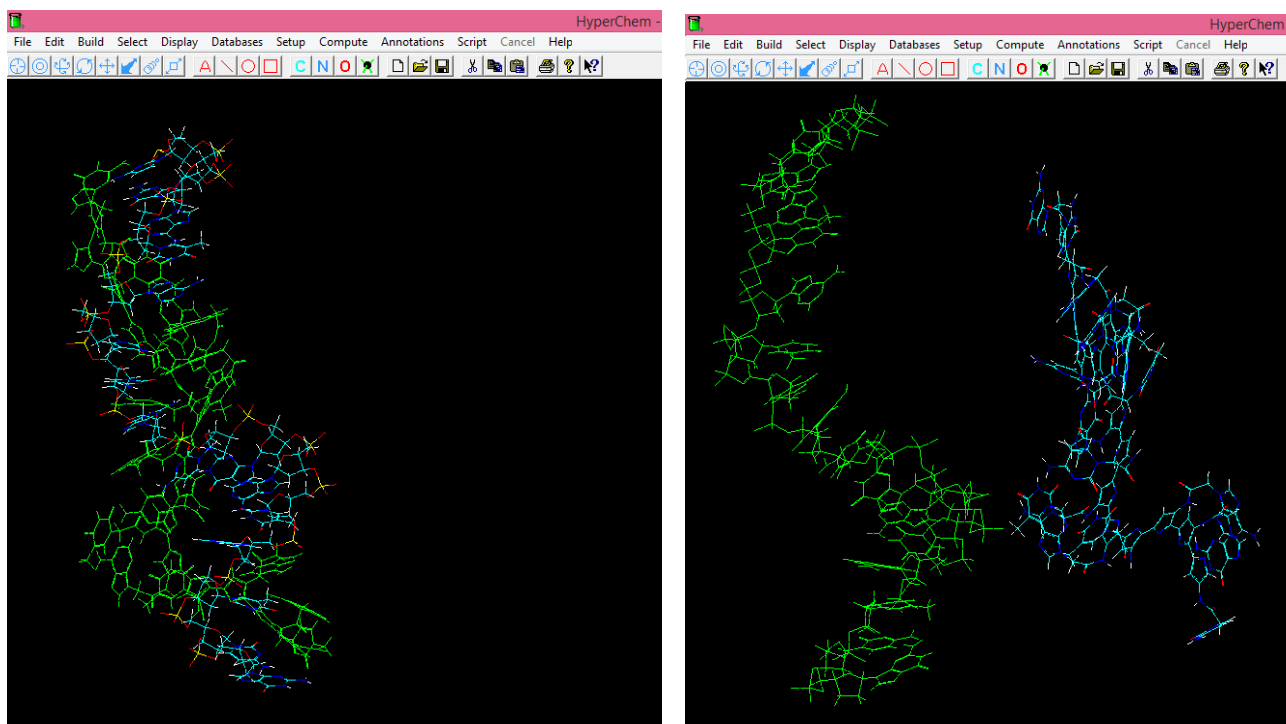 HyperChem -
File Edit Build Select Display Databases Setup Compute Annotations Script Cancel Help
A C N O ?  ?
HyperChem
File Edit Build Select Display Databases Setup Compute Annotations Script Cancel Help
A C N O ?  ?